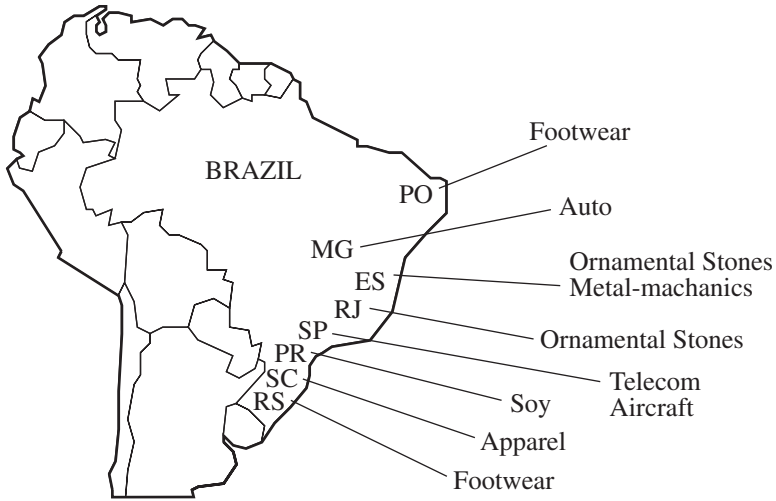 Footwear
BRAZIL
PO
Auto
MG
Ornamental Stones
Metal-machanics
ES
RJ
Ornamental Stones
SP
Telecom
Aircraft
PR
Soy
SC
Apparel
RS
Footwear